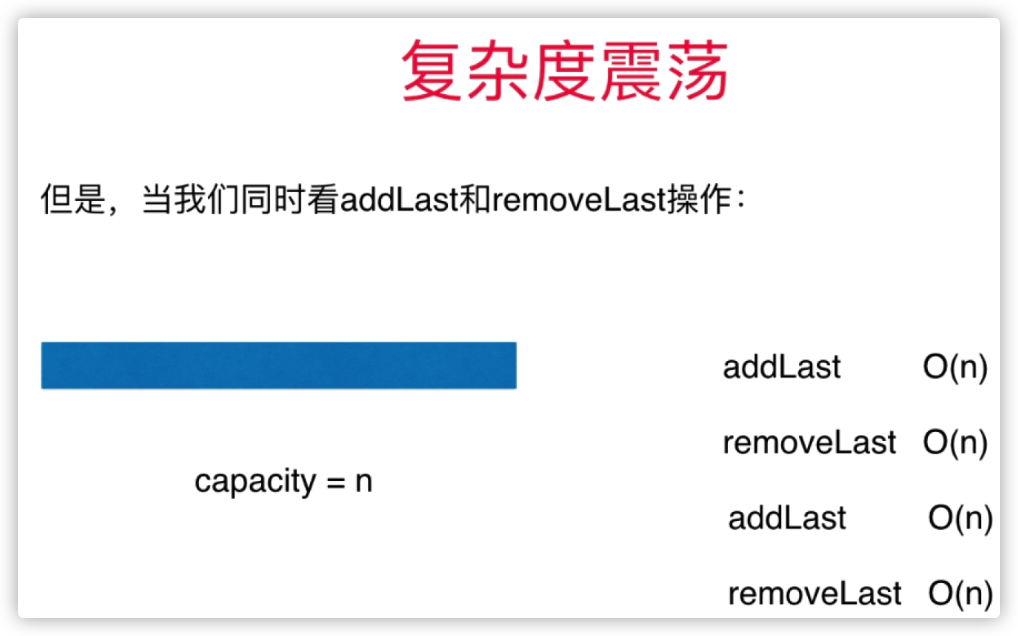 复杂度震荡
但是，当我们同时看addLast和removeLast操作：
addLast O(n)
removeLast O(n)
capacity = n
addLast O(n)
removeLast O(n)